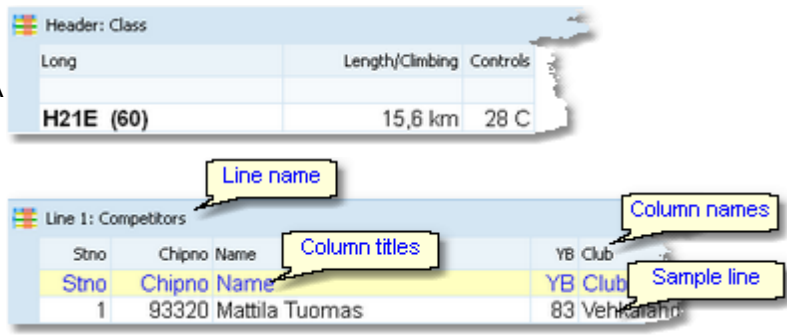 Header: Class
Long Length/Climbing Controls
H21E (60) 15,6 km 28 C
Line name
Line 1: Competitors
Column names
Stno Chipno Name Column titles YB Club
Stno Chipno Name YB Club Sample line
1 93320 Mattila Tuomas 83